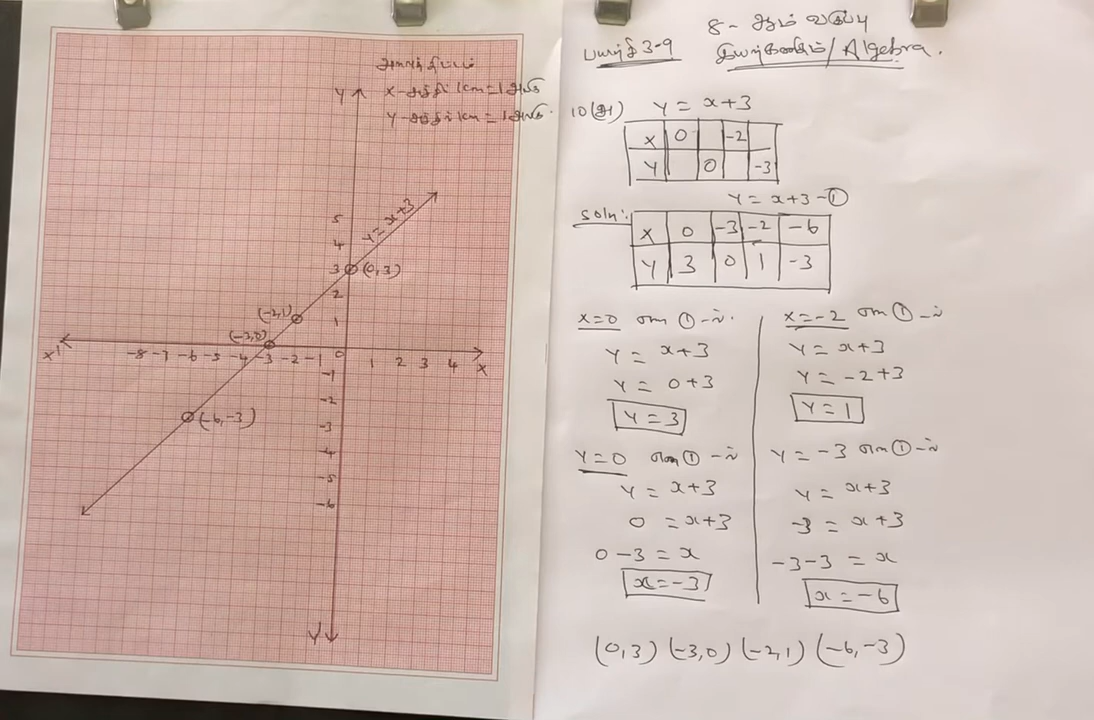 அளவுத்திட்டம்
X-அச்சில் 1cm = 1 அலகு
Y-அச்சில் 1cm = 1 அலகு
Y
5
4
3
2
1
0
-1
-2
-3
-4
-5
-6
X' -8 -7 -6 -5 -4 -3 -2 -1 0 1 2 3 4 X
Y'
Y = x+3
(0,3)
(-2,1)
(-3,0)
(-6,-3)
8-ஆம் வகுப்பு
பயிற்சி 3-9 இயற்கணிதம்/Algebra.
10(அ) Y = x+3
X 0 -2
Y 0 -3
Y = x+3 - ①
Soln:
X 0 -3 -2 -6
Y 3 0 1 -3
x=0 என ①-ல்
Y = x+3
Y = 0+3
Y = 3
x=-2 என ①-ல்
Y = x+3
Y = -2+3
Y = 1
Y=0 என ①-ல்
Y = x+3
0 = x+3
0-3 = x
x=-3
Y = -3 என ①-ல்
Y = x+3
-3 = x+3
-3-3 = x
x = -6
(0,3) (-3,0) (-2,1) (-6,-3)